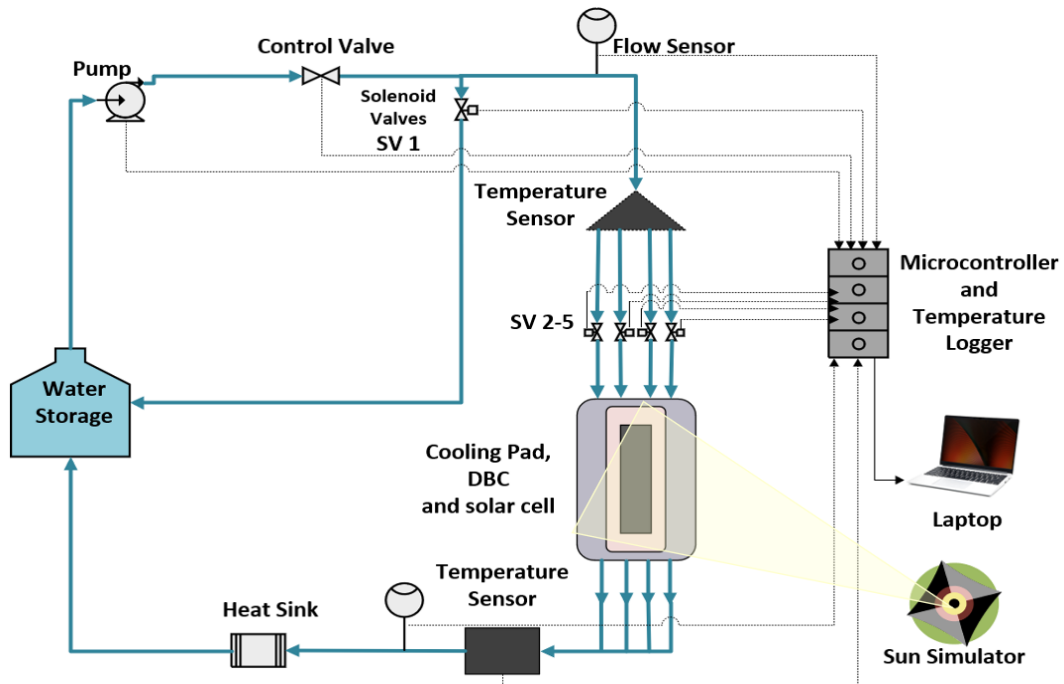 Control Valve
Flow Sensor
Pump
Solenoid
Valves
SV 1
Temperature
Sensor
Microcontroller
and
Temperature
Logger
SV 2-5
Water
Storage
Cooling Pad,
DBC
and solar cell
Laptop
Temperature
Sensor
Heat Sink
Sun Simulator